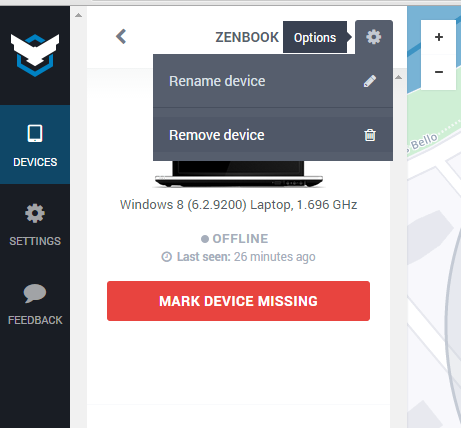 ZENBOOK
Options
Rename device
Remove device
DEVICES
SETTINGS
FEEDBACK
Windows 8 (6.2.9200) Laptop, 1.696 GHz
OFFLINE
Last seen: 26 minutes ago
MARK DEVICE MISSING
+
−
Bello